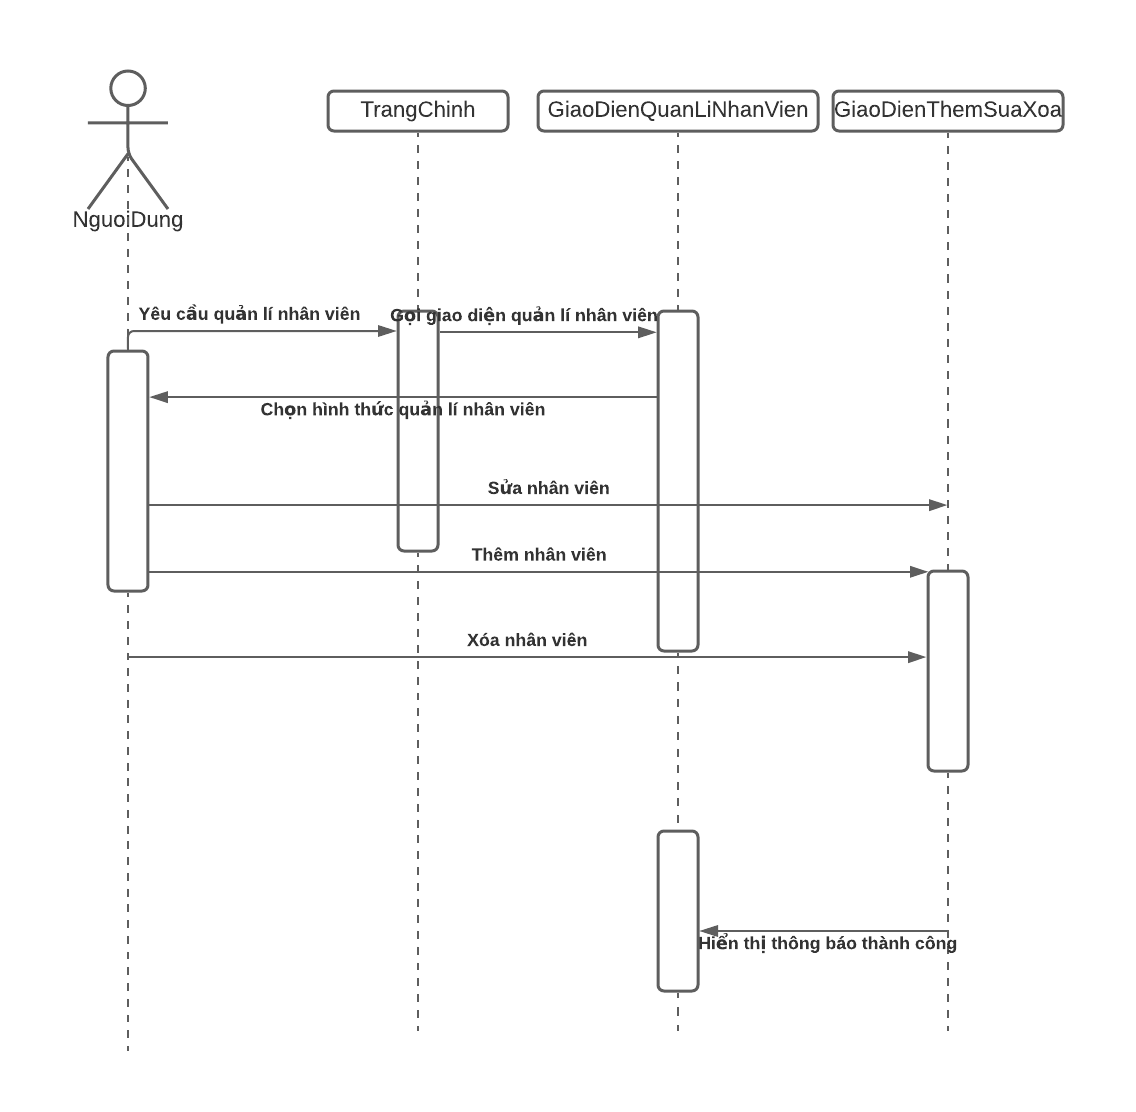 TrangChinh
GiaoDienQuanLiNhanVien
GiaoDienThemSuaXoa
NguoiDung
Yêu cầu quản lí nhân viên
Gọi giao diện quản lí nhân viên
Chọn hình thức quản lí nhân viên
Sửa nhân viên
Thêm nhân viên
Xóa nhân viên
Hiển thị thông báo thành công